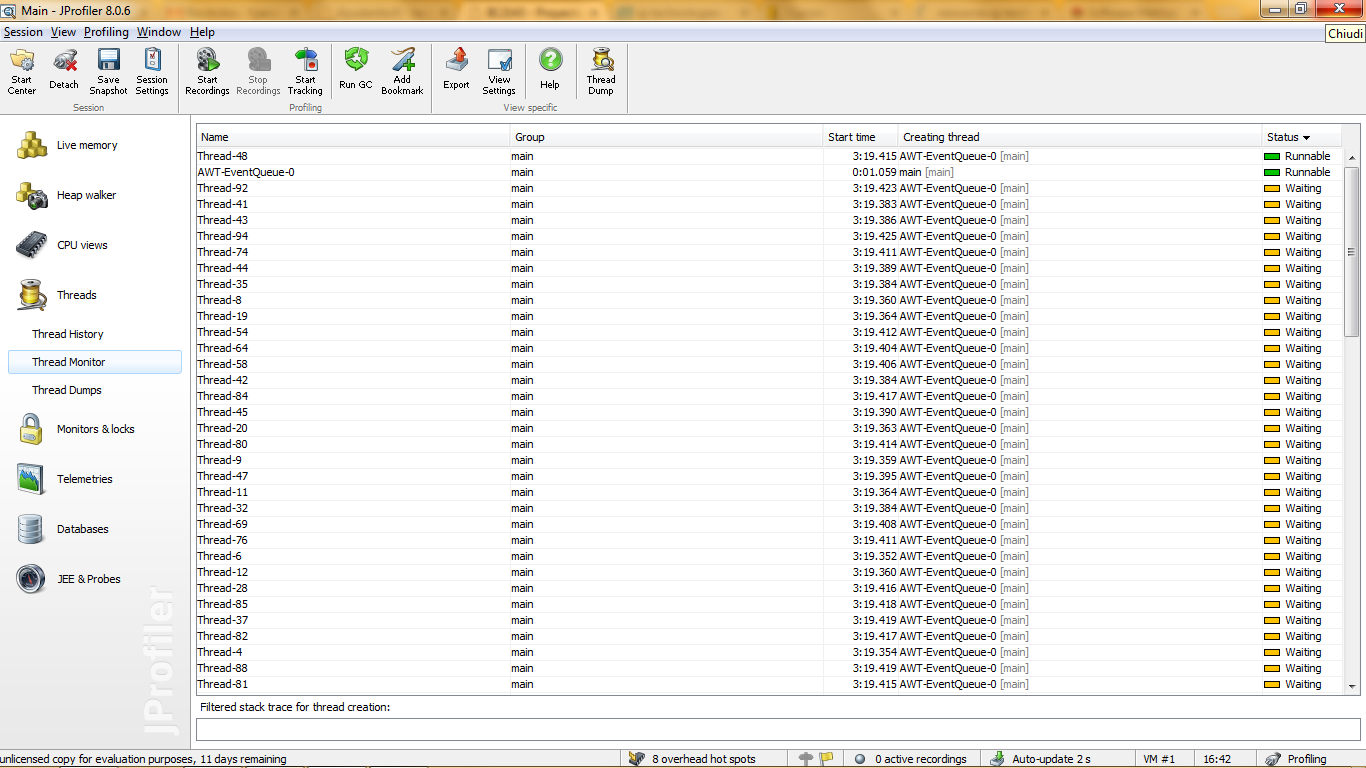 Main - JProfiler 8.0.6
Session View Profiling Window Help
Chiudi
Start Center
Detach
Save Snapshot
Session Settings
Start Recordings
Stop Recordings
Start Tracking
Run GC
Add Bookmark
Export
View Settings
Help
Thread Dump
Session
Profiling
View specific
Live memory
Heap walker
CPU views
Threads
Thread History
Thread Monitor
Thread Dumps
Monitors & locks
Telemetries
Databases
JEE & Probes
JProfiler
Name Group Start time Creating thread Status
Thread-48 main 3:19.415 AWT-EventQueue-0 [main] Runnable
AWT-EventQueue-0 main 0:01.059 main [main] Runnable
Thread-92 main 3:19.423 AWT-EventQueue-0 [main] Waiting
Thread-41 main 3:19.383 AWT-EventQueue-0 [main] Waiting
Thread-43 main 3:19.386 AWT-EventQueue-0 [main] Waiting
Thread-94 main 3:19.425 AWT-EventQueue-0 [main] Waiting
Thread-74 main 3:19.411 AWT-EventQueue-0 [main] Waiting
Thread-44 main 3:19.389 AWT-EventQueue-0 [main] Waiting
Thread-35 main 3:19.384 AWT-EventQueue-0 [main] Waiting
Thread-8 main 3:19.360 AWT-EventQueue-0 [main] Waiting
Thread-19 main 3:19.364 AWT-EventQueue-0 [main] Waiting
Thread-54 main 3:19.412 AWT-EventQueue-0 [main] Waiting
Thread-64 main 3:19.404 AWT-EventQueue-0 [main] Waiting
Thread-58 main 3:19.406 AWT-EventQueue-0 [main] Waiting
Thread-42 main 3:19.384 AWT-EventQueue-0 [main] Waiting
Thread-84 main 3:19.417 AWT-EventQueue-0 [main] Waiting
Thread-45 main 3:19.390 AWT-EventQueue-0 [main] Waiting
Thread-20 main 3:19.363 AWT-EventQueue-0 [main] Waiting
Thread-80 main 3:19.414 AWT-EventQueue-0 [main] Waiting
Thread-9 main 3:19.359 AWT-EventQueue-0 [main] Waiting
Thread-47 main 3:19.395 AWT-EventQueue-0 [main] Waiting
Thread-11 main 3:19.364 AWT-EventQueue-0 [main] Waiting
Thread-32 main 3:19.384 AWT-EventQueue-0 [main] Waiting
Thread-69 main 3:19.408 AWT-EventQueue-0 [main] Waiting
Thread-76 main 3:19.411 AWT-EventQueue-0 [main] Waiting
Thread-6 main 3:19.352 AWT-EventQueue-0 [main] Waiting
Thread-12 main 3:19.360 AWT-EventQueue-0 [main] Waiting
Thread-28 main 3:19.416 AWT-EventQueue-0 [main] Waiting
Thread-85 main 3:19.418 AWT-EventQueue-0 [main] Waiting
Thread-37 main 3:19.419 AWT-EventQueue-0 [main] Waiting
Thread-82 main 3:19.417 AWT-EventQueue-0 [main] Waiting
Thread-4 main 3:19.354 AWT-EventQueue-0 [main] Waiting
Thread-88 main 3:19.419 AWT-EventQueue-0 [main] Waiting
Thread-81 main 3:19.415 AWT-EventQueue-0 [main] Waiting
Filtered stack trace for thread creation:
unlicensed copy for evaluation purposes, 11 days remaining 8 overhead hot spots 0 active recordings Auto-update 2 s VM #1 16:42 Profiling